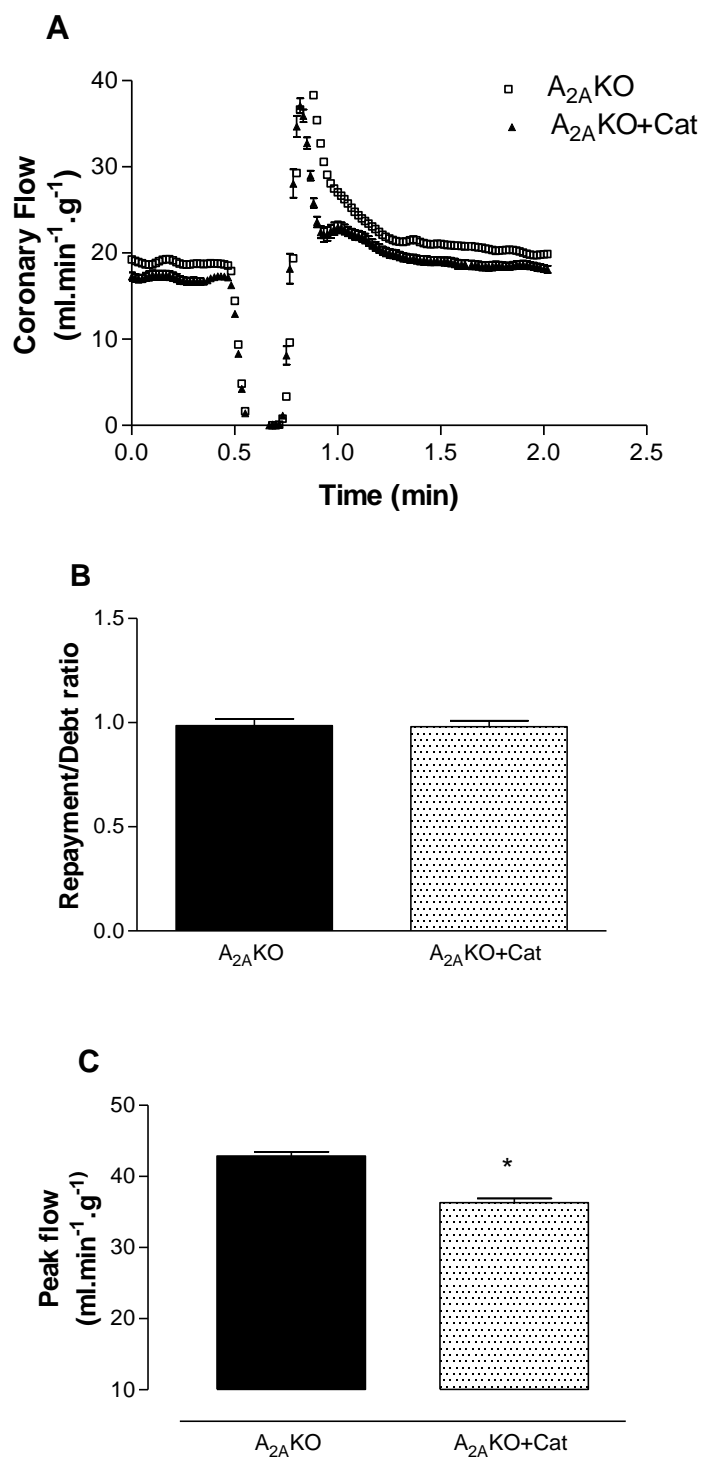 A
A2AKO
A2AKO+Cat
Coronary Flow
(ml.min-1.g-1)
40
30
20
10
0
0.0 0.5 1.0 1.5 2.0 2.5
Time (min)
B
Repayment/Debt ratio
1.5
1.0
0.5
0.0
A2AKO A2AKO+Cat
C
Peak flow
(ml.min-1.g-1)
50
40
30
20
10
*
A2AKO A2AKO+Cat